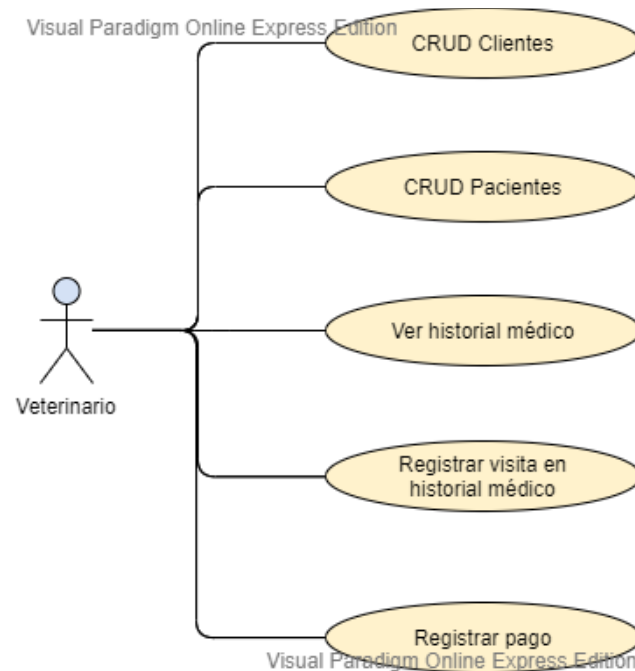 Visual Paradigm Online Express Edition
CRUD Clientes
CRUD Pacientes
Ver historial médico
Veterinario
Registrar visita en
historial médico
Registrar pago
Visual Paradigm Online Express Edition